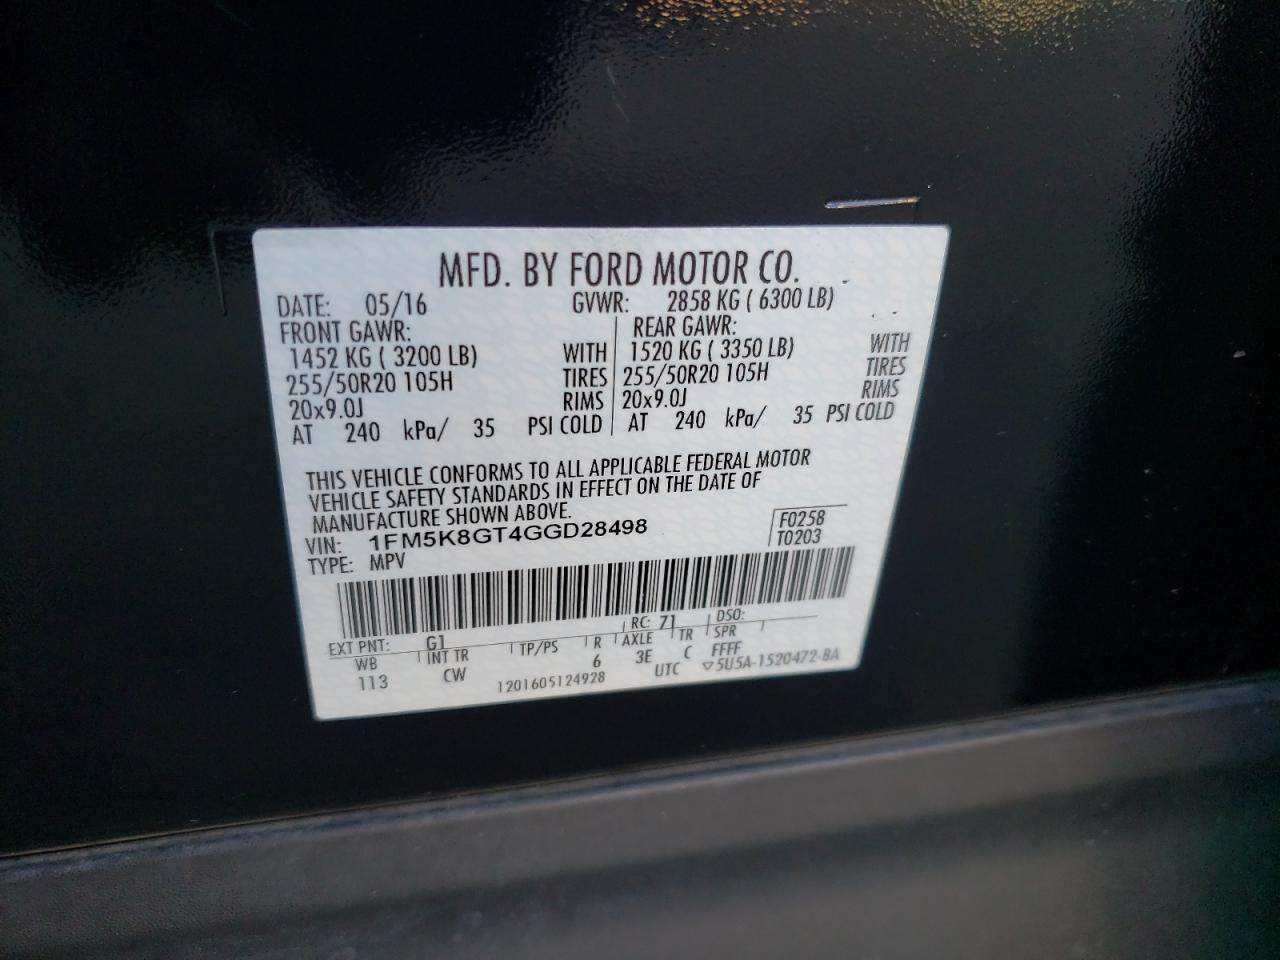 MFD. BY FORD MOTOR CO.
DATE: 05/16 GVWR: 2858 KG ( 6300 LB)
FRONT GAWR: REAR GAWR:
1452 KG ( 3200 LB) WITH 1520 KG ( 3350 LB) WITH
255/50R20 105H TIRES 255/50R20 105H TIRES
20x9.0J RIMS 20x9.0J RIMS
AT 240 kPa/ 35 PSI COLD AT 240 kPa/ 35 PSI COLD
THIS VEHICLE CONFORMS TO ALL APPLICABLE FEDERAL MOTOR
VEHICLE SAFETY STANDARDS IN EFFECT ON THE DATE OF
MANUFACTURE SHOWN ABOVE.
VIN: 1FM5K8GT4GGD28498 F0258
TYPE: MPV T0203
EXT PNT: G1 RC: 71 DSO:
WB INT TR TP/PS R AXLE TR SPR
113 CW 6 3E C FFFF
1201605124928 UTC ▽5U5A-1520472-BA